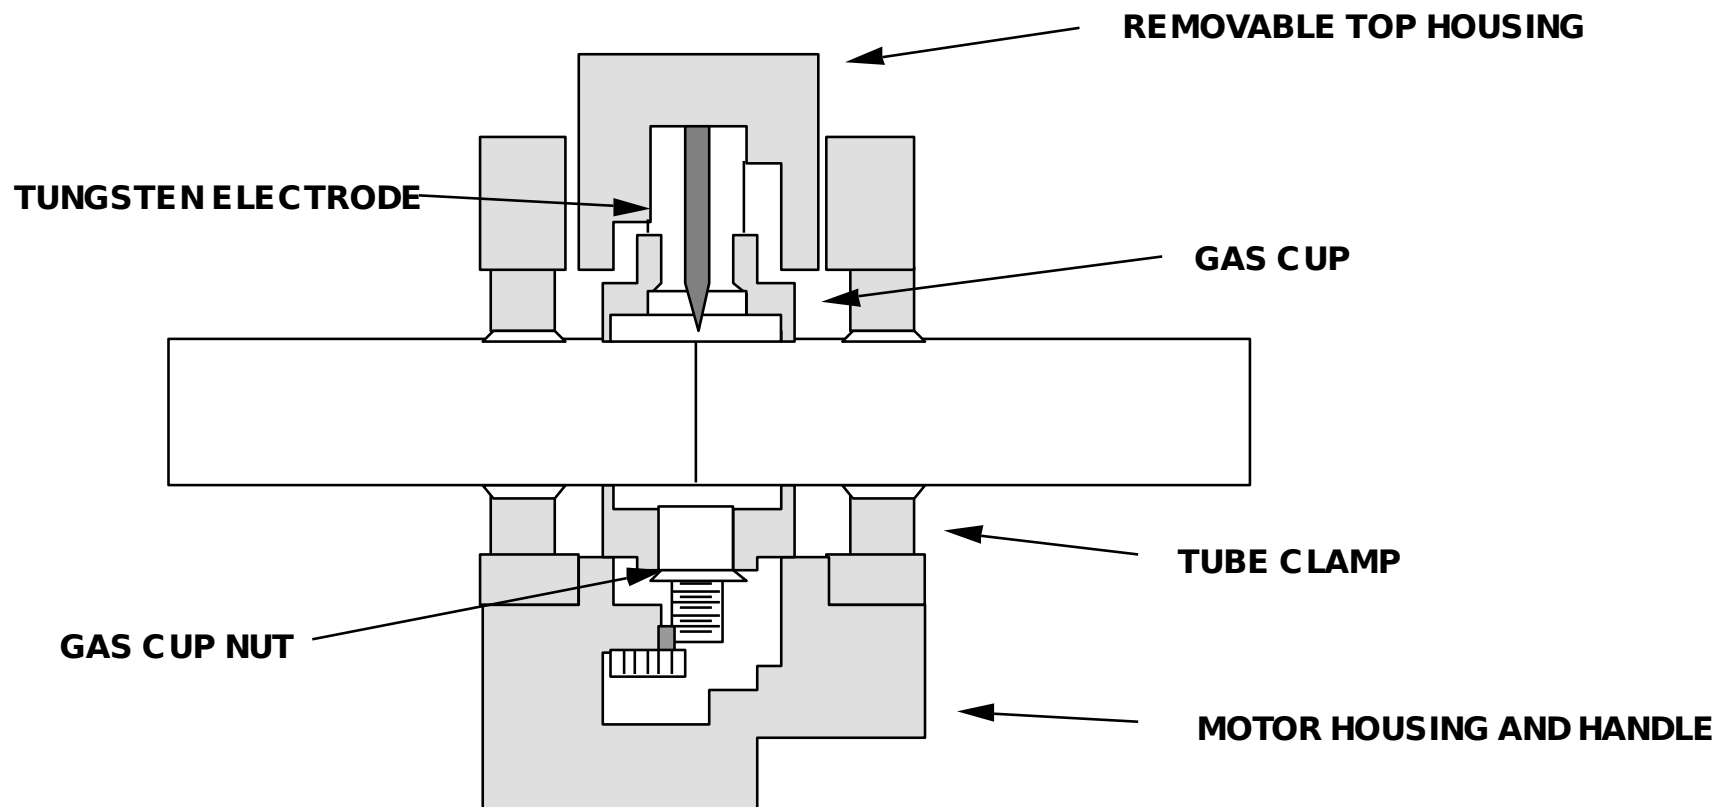 REMOVABLE TOP HOUSING
TUNGSTEN ELECTRODE
GAS CUP
TUBE CLAMP
GAS CUP NUT
MOTOR HOUSING AND HANDLE